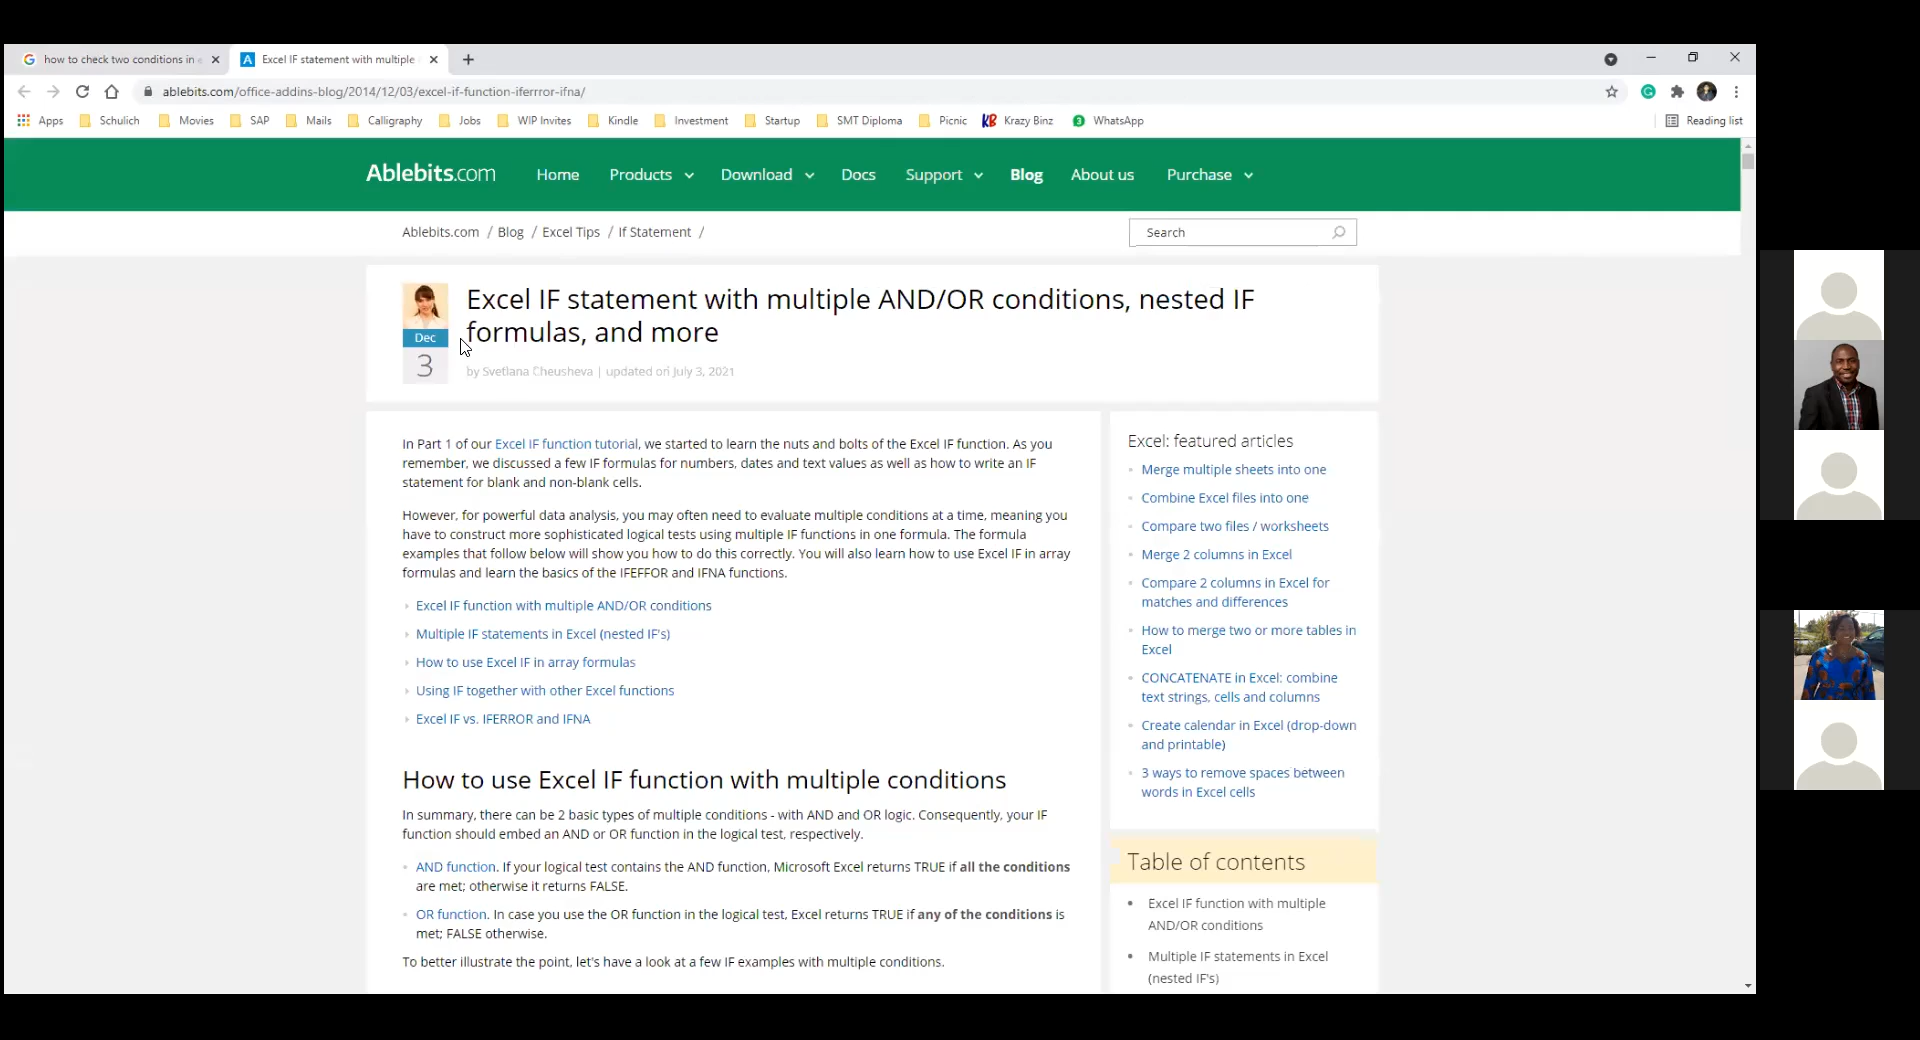 how to check two conditions in e
Excel IF statement with multiple
ablebits.com/office-addins-blog/2014/12/03/excel-if-function-iferrror-ifna/
Apps Schulich Movies SAP Mails Calligraphy Jobs WIP Invites Kindle Investment Startup SMT Diploma Picnic Krazy Binz WhatsApp Reading list
Ablebits.com Home Products Download Docs Support Blog About us Purchase
Ablebits.com / Blog / Excel Tips / If Statement /
Search
Excel IF statement with multiple AND/OR conditions, nested IF
formulas, and more
Dec
3
by Svetlana Cheusheva | updated on July 3, 2021
In Part 1 of our Excel IF function tutorial, we started to learn the nuts and bolts of the Excel IF function. As you
remember, we discussed a few IF formulas for numbers, dates and text values as well as how to write an IF
statement for blank and non-blank cells.
However, for powerful data analysis, you may often need to evaluate multiple conditions at a time, meaning you
have to construct more sophisticated logical tests using multiple IF functions in one formula. The formula
examples that follow below will show you how to do this correctly. You will also learn how to use Excel IF in array
formulas and learn the basics of the IFEFFOR and IFNA functions.
Excel IF function with multiple AND/OR conditions
Multiple IF statements in Excel (nested IF's)
How to use Excel IF in array formulas
Using IF together with other Excel functions
Excel IF vs. IFERROR and IFNA
How to use Excel IF function with multiple conditions
In summary, there can be 2 basic types of multiple conditions - with AND and OR logic. Consequently, your IF
function should embed an AND or OR function in the logical test, respectively.
AND function. If your logical test contains the AND function, Microsoft Excel returns TRUE if all the conditions
are met; otherwise it returns FALSE.
OR function. In case you use the OR function in the logical test, Excel returns TRUE if any of the conditions is
met; FALSE otherwise.
To better illustrate the point, let's have a look at a few IF examples with multiple conditions.
Excel: featured articles
Merge multiple sheets into one
Combine Excel files into one
Compare two files / worksheets
Merge 2 columns in Excel
Compare 2 columns in Excel for
matches and differences
How to merge two or more tables in
Excel
CONCATENATE in Excel: combine
text strings, cells and columns
Create calendar in Excel (drop-down
and printable)
3 ways to remove spaces between
words in Excel cells
Table of contents
Excel IF function with multiple
AND/OR conditions
Multiple IF statements in Excel
(nested IF's)